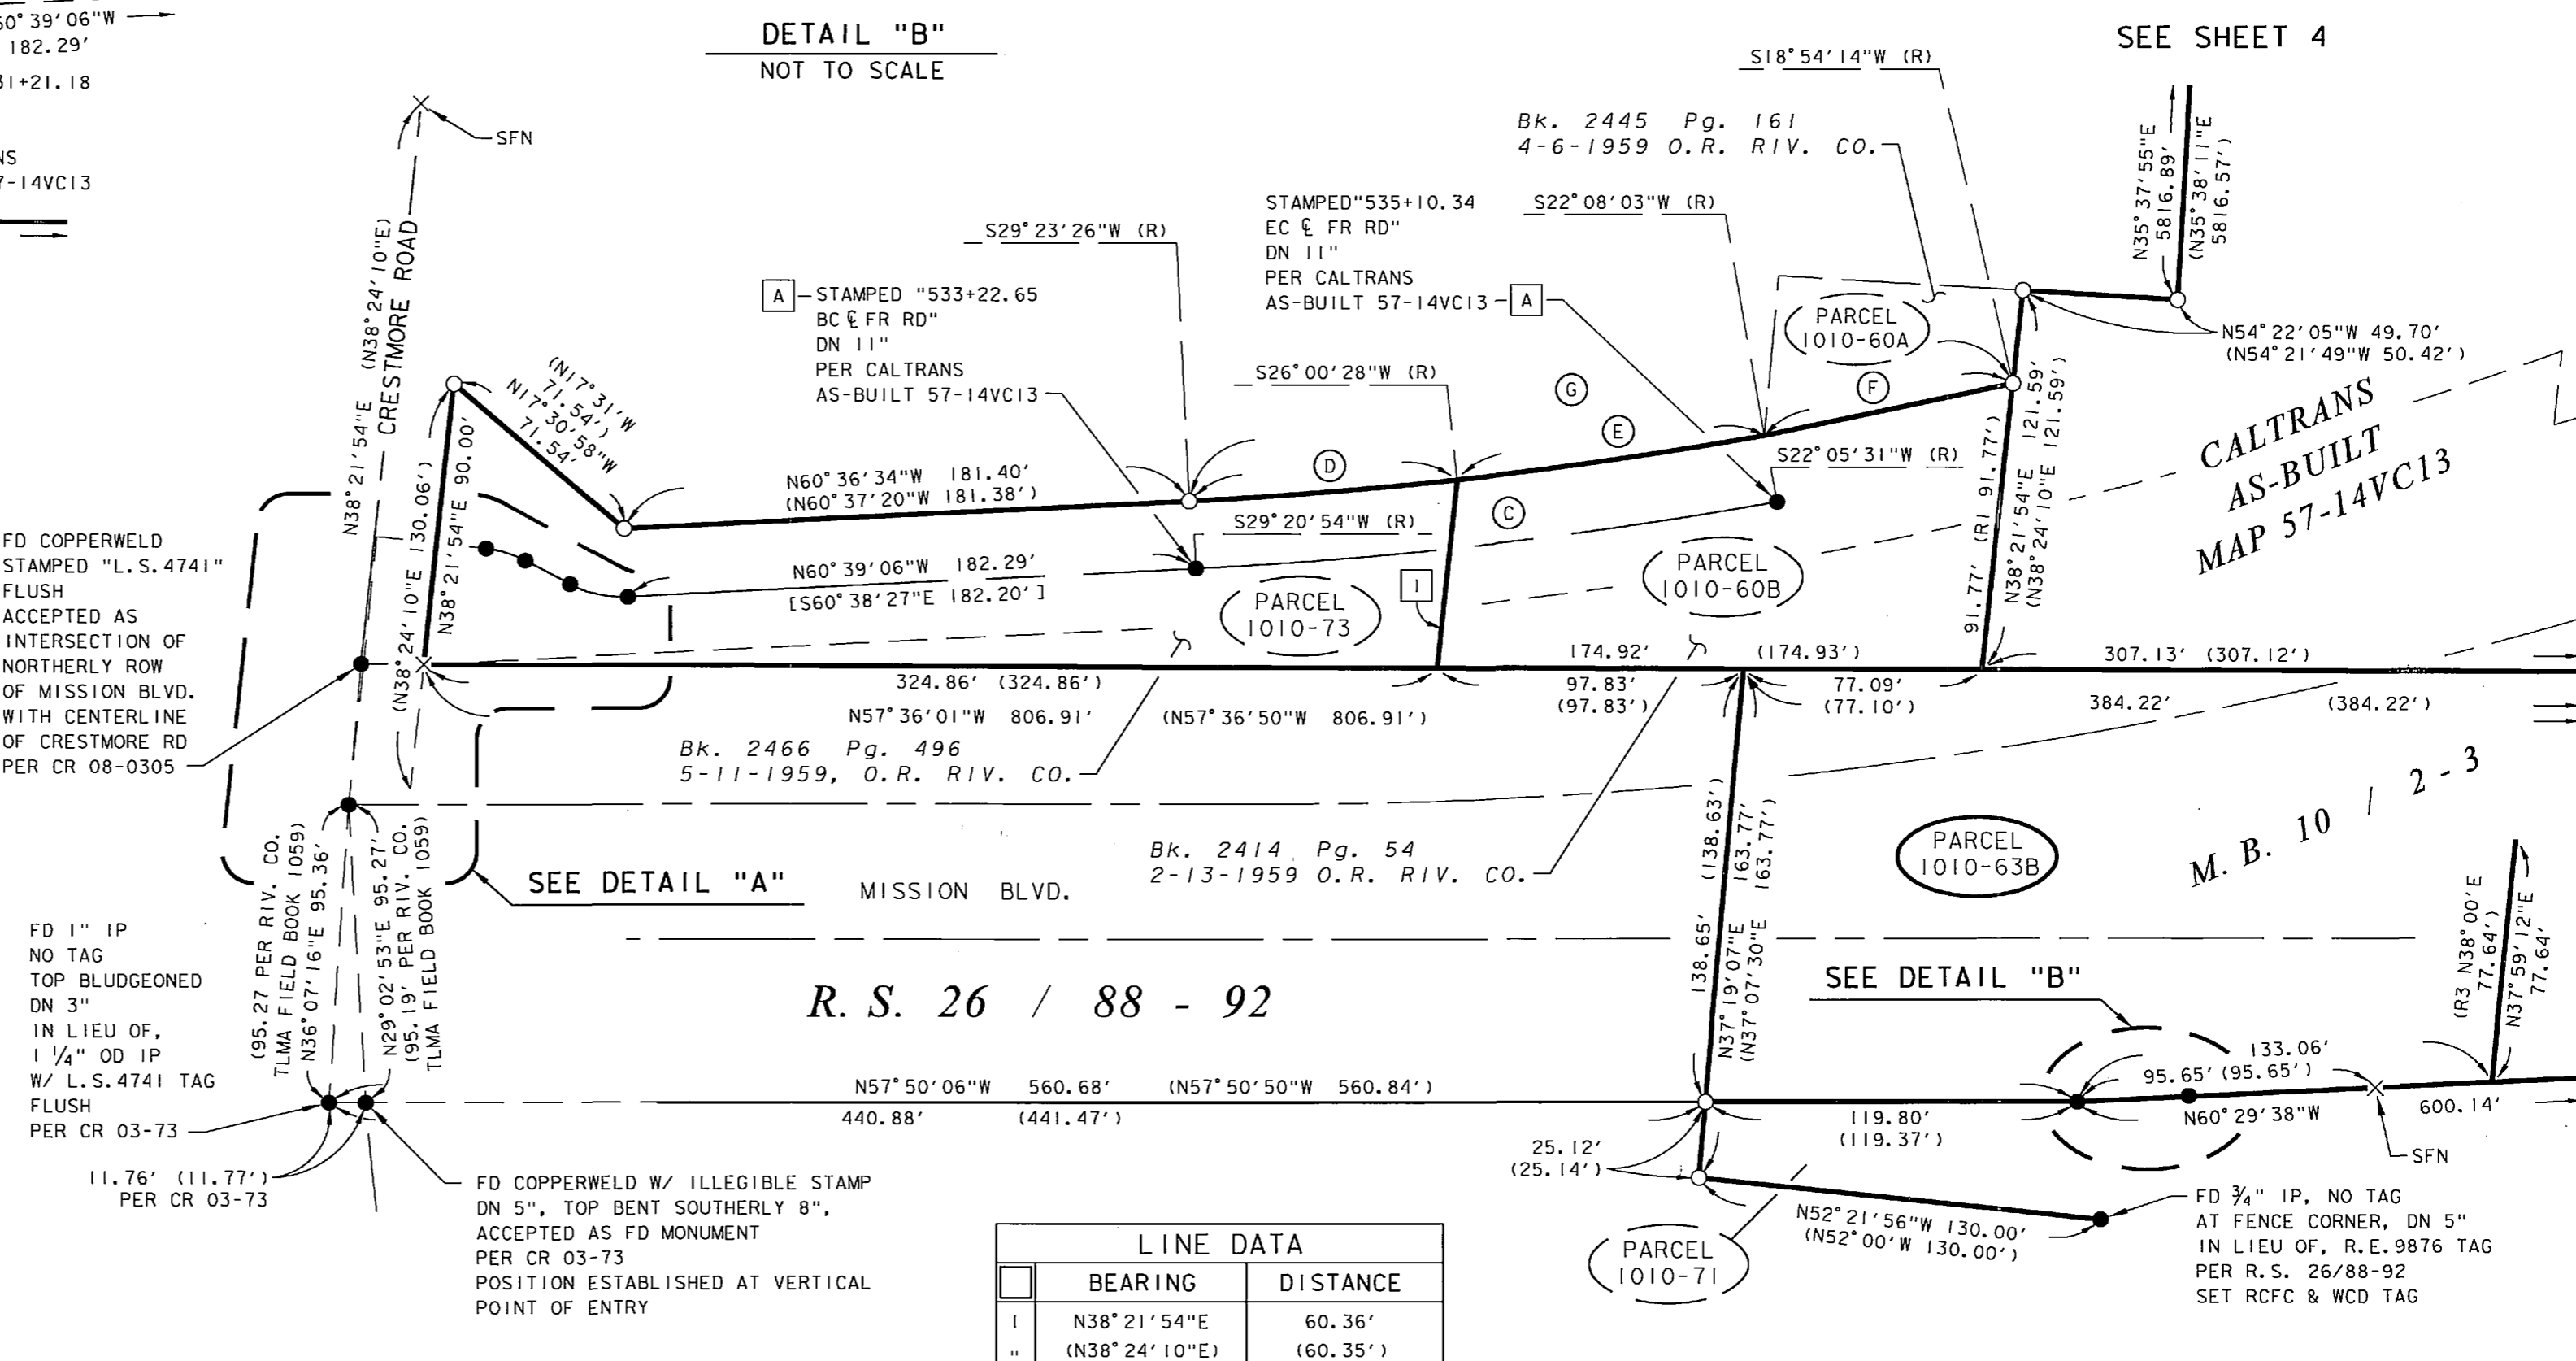 60°39'06"W
182.29'
31+21.18
NS
7-14VC13
DETAIL "B"
NOT TO SCALE
SEE SHEET 4
SFN
N38°21'54"E (N38°24'10"E)
CRESTMORE ROAD
(N38°24'10"E 130.06')
N38°21'54"E 90.00'
(N17°31'W
71.54')
N17°30'58"W
71.54'
A
STAMPED "533+22.65
BC ℄ FR RD"
DN 11"
PER CALTRANS
AS-BUILT 57-14VC13
S29°23'26"W (R)
STAMPED"535+10.34
EC ℄ FR RD"
DN 11"
PER CALTRANS
AS-BUILT 57-14VC13
A
S26°00'28"W (R)
S22°08'03"W (R)
S18°54'14"W (R)
Bk. 2445 Pg. 161
4-6-1959 O.R. RIV. CO.
PARCEL
1010-60A
G
F
E
D
C
N35°37'55"E
5816.89'
(N35°38'11"E
5816.57')
N54°22'05"W 49.70'
(N54°21'49"W 50.42')
CALTRANS
AS-BUILT
MAP 57-14VC13
N60°36'34"W 181.40'
(N60°37'20"W 181.38')
S29°20'54"W (R)
S22°05'31"W (R)
N60°39'06"W 182.29'
[S60°38'27"E 182.20']
PARCEL
1010-73
1
PARCEL
1010-60B
91.77' (R1 91.77')
N38°21'54"E 121.59'
(N38°24'10"E 121.59')
FD COPPERWELD
STAMPED "L.S.4741"
FLUSH
ACCEPTED AS
INTERSECTION OF
NORTHERLY ROW
OF MISSION BLVD.
WITH CENTERLINE
OF CRESTMORE RD
PER CR 08-0305
174.92' (174.93')
307.13' (307.12')
324.86' (324.86')
97.83'
(97.83')
77.09'
(77.10')
384.22' (384.22')
N57°36'01"W 806.91' (N57°36'50"W 806.91')
Bk. 2466 Pg. 496
5-11-1959, O.R. RIV. CO.
Bk. 2414 Pg. 54
2-13-1959 O.R. RIV. CO.
(138.63')
163.77'
163.77')
138.65'
N37°19'07"E
(N37°07'30"E
PARCEL
1010-63B
M.B. 10 / 2-3
SEE DETAIL "A"
MISSION BLVD.
(95.27 PER RIV. CO.
TLMA FIELD BOOK 1059)
N36°07'16"E 95.36'
N29°02'53"E 95.27'
(95.19' PER RIV. CO.
TLMA FIELD BOOK 1059)
FD 1" IP
NO TAG
TOP BLUDGEONED
DN 3"
IN LIEU OF,
1 1/4" OD IP
W/ L.S.4741 TAG
FLUSH
PER CR 03-73
R. S. 26 / 88 - 92
SEE DETAIL "B"
(R3 N38°00'E
77.64')
N37°59'12"E
77.64'
N57°50'06"W 560.68' (N57°50'50"W 560.84')
440.88' (441.47')
119.80'
(119.37')
133.06'
95.65' (95.65')
N60°29'38"W
600.14'
SFN
11.76' (11.77')
PER CR 03-73
FD COPPERWELD W/ ILLEGIBLE STAMP
DN 5", TOP BENT SOUTHERLY 8",
ACCEPTED AS FD MONUMENT
PER CR 03-73
POSITION ESTABLISHED AT VERTICAL
POINT OF ENTRY
25.12'
(25.14')
N52°21'56"W 130.00'
(N52°00'W 130.00')
PARCEL
1010-71
FD 3/4" IP, NO TAG
AT FENCE CORNER, DN 5"
IN LIEU OF, R.E.9876 TAG
PER R.S. 26/88-92
SET RCFC & WCD TAG
LINE DATA
BEARING DISTANCE
1 N38°21'54"E 60.36'
" (N38°24'10"E) (60.35')